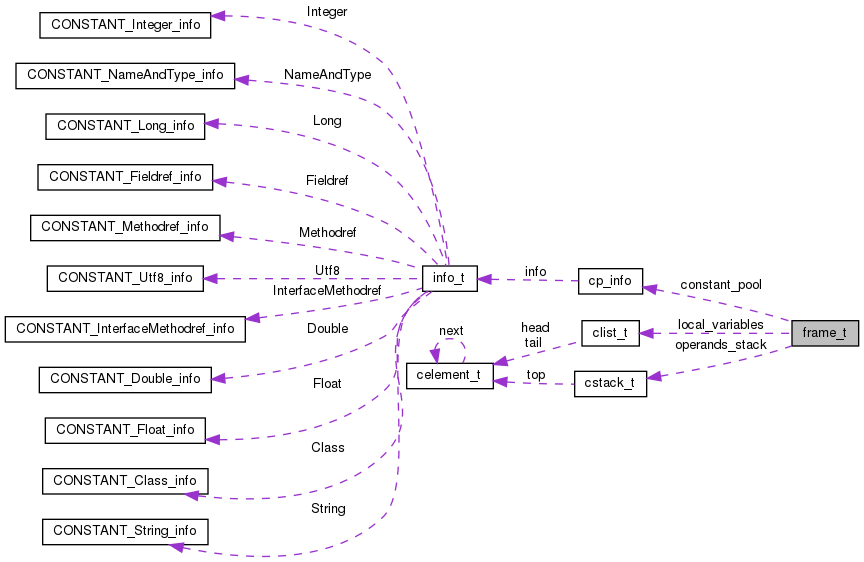 Integer
CONSTANT_Integer_info
NameAndType
CONSTANT_NameAndType_info
Long
CONSTANT_Long_info
Fieldref
CONSTANT_Fieldref_info
Methodref
CONSTANT_Methodref_info
Utf8
CONSTANT_Utf8_info
InterfaceMethodref
CONSTANT_InterfaceMethodref_info
Double
CONSTANT_Double_info
Float
CONSTANT_Float_info
Class
CONSTANT_Class_info
String
CONSTANT_String_info
info_t
info
cp_info
constant_pool
next
celement_t
head
tail
clist_t
local_variables
top
cstack_t
operands_stack
frame_t